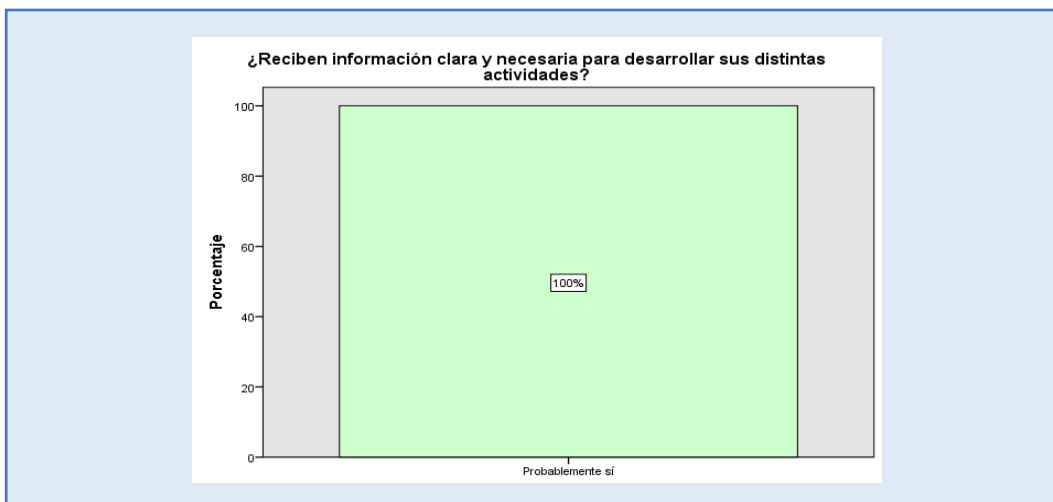 ¿Reciben información clara y necesaria para desarrollar sus distintas
actividades?
100
80
60
40
20
0
Porcentaje
100%
Probablemente sí